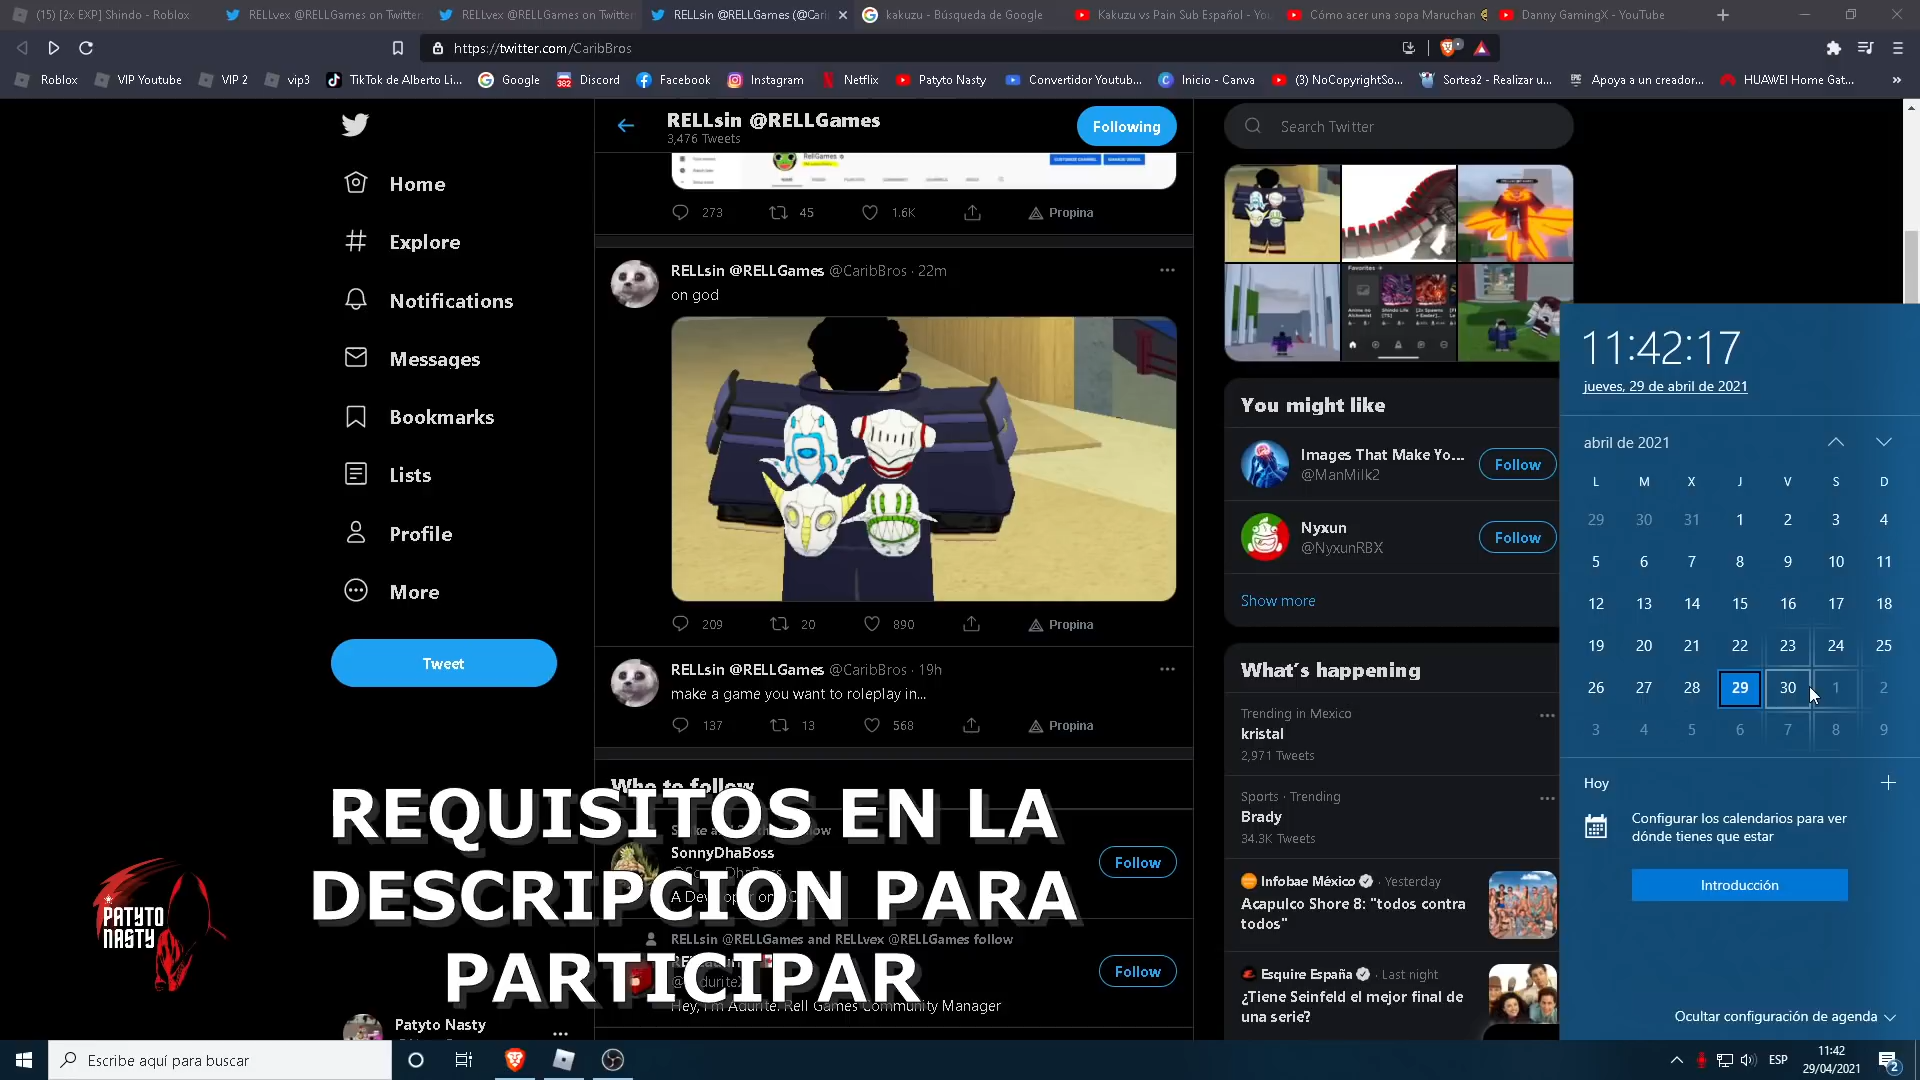 (15) [2x EXP] Shindo - Roblox
RELLvex @RELLGames on Twitter
RELLvex @RELLGames on Twitter
RELLsin @RELLGames (@Carib
kakuzu - Búsqueda de Google
Kakuzu vs Pain Sub Español - You
Cómo acer una sopa Maruchan
Danny GamingX - YouTube
https://twitter.com/CaribBros
Roblox
VIP Youtube
VIP 2
vip3
TikTok de Alberto Li...
Google
Discord
Facebook
Instagram
Netflix
Patyto Nasty
Convertidor Youtub...
Inicio - Canva
(3) NoCopyrightSo...
Sortea2 - Realizar u...
Apoya a un creador...
HUAWEI Home Gat...
Home
Explore
Notifications
Messages
Bookmarks
Lists
Profile
More
Tweet
Patyto Nasty
RELLsin @RELLGames
3,476 Tweets
Following
RellGames
273 45 1.6K Propina
RELLsin @RELLGames @CaribBros · 22m
on god
209 20 890 Propina
RELLsin @RELLGames @CaribBros · 19h
make a game you want to roleplay in...
137 13 568 Propina
Who to follow
SonnyDhaBoss
Follow
RELLsin @RELLGames and RELLvex @RELLGames follow
Follow
Hey, I'm Adurite. Rell Games Community Manager
REQUISITOS EN LA
DESCRIPCION PARA
PARTICIPAR
PATYTO
NASTY
Search Twitter
You might like
Images That Make Yo...
@ManMilk2
Follow
Nyxun
@NyxunRBX
Follow
Show more
What's happening
Trending in Mexico
kristal
2,971 Tweets
Sports · Trending
Brady
34.3K Tweets
Infobae México · Yesterday
Acapulco Shore 8: "todos contra
todos"
Esquire España · Last night
¿Tiene Seinfeld el mejor final de
una serie?
11:42:17
jueves, 29 de abril de 2021
abril de 2021
L M X J V S D
29 30 31 1 2 3 4
5 6 7 8 9 10 11
12 13 14 15 16 17 18
19 20 21 22 23 24 25
26 27 28 29 30 1 2
3 4 5 6 7 8 9
Hoy
Configurar los calendarios para ver
dónde tienes que estar
Introducción
Ocultar configuración de agenda
Escribe aquí para buscar
ESP
11:42
29/04/2021
2